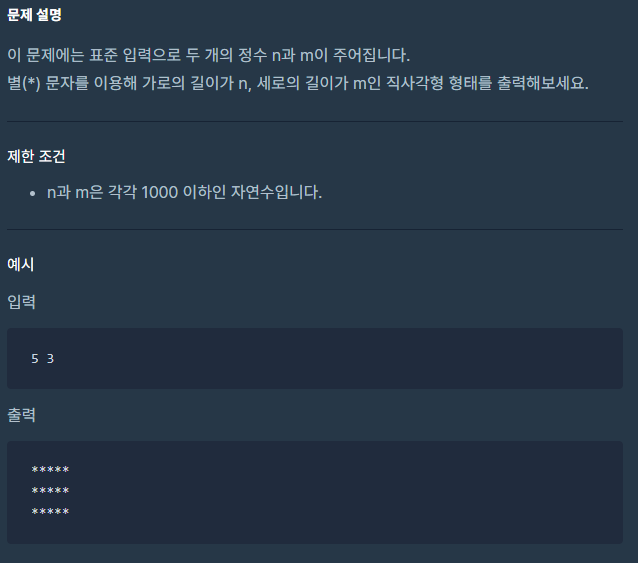 문제 설명
이 문제에는 표준 입력으로 두 개의 정수 n과 m이 주어집니다.
별(*) 문자를 이용해 가로의 길이가 n, 세로의 길이가 m인 직사각형 형태를 출력해보세요.
제한 조건
• n과 m은 각각 1000 이하인 자연수입니다.
예시
입력
5 3
출력
*****
*****
*****